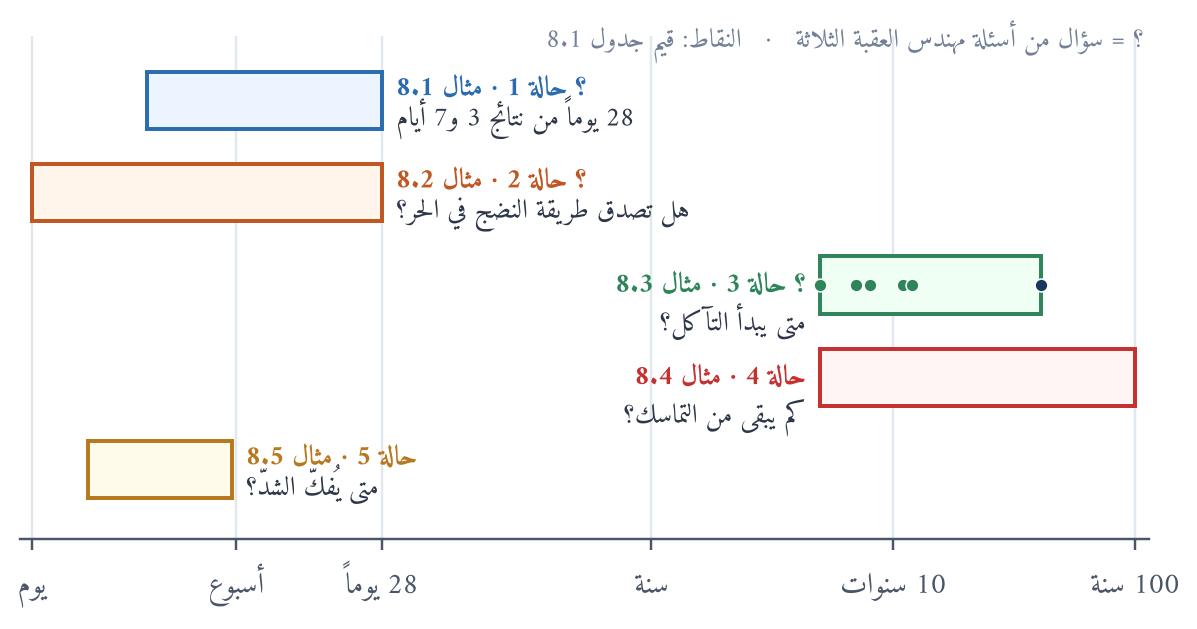 ؟ = سؤال من أسئلة مهندس العقبة الثلاثة · النقاط: قيم جدول 8.1
؟ حالة 1 · مثال 8.1
28 يوماً من نتائج 3 و7 أيام
؟ حالة 2 · مثال 8.2
هل تصدق طريقة النضج في الحر؟
؟ حالة 3 · مثال 8.3
متى يبدأ التآكل؟
حالة 4 · مثال 8.4
كم يبقى من التماسك؟
حالة 5 · مثال 8.5
متى يُفكّ الشدّ؟
يوم
أسبوع
28 يوماً
سنة
10 سنوات
100 سنة